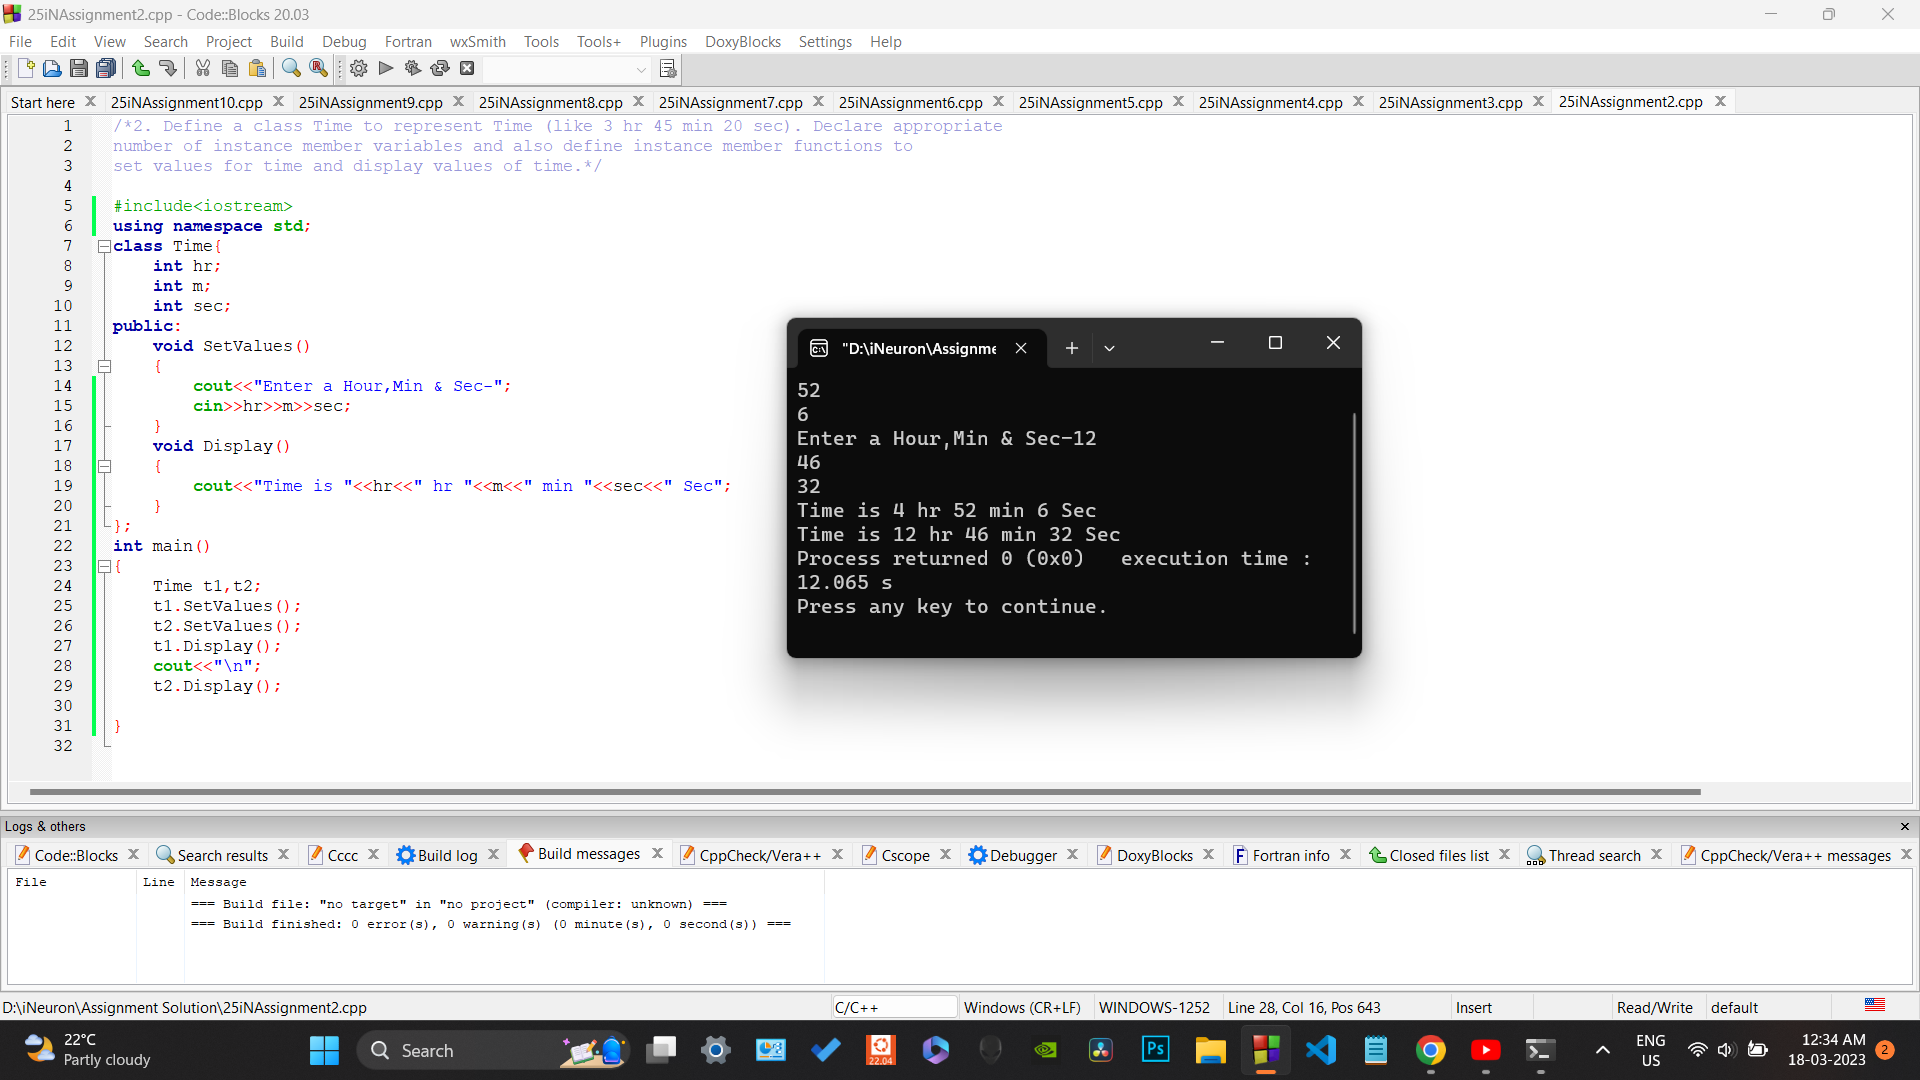 25iNAssignment2.cpp - Code::Blocks 20.03
File Edit View Search Project Build Debug Fortran wxSmith Tools Tools+ Plugins DoxyBlocks Settings Help
Start here 25iNAssignment10.cpp 25iNAssignment9.cpp 25iNAssignment8.cpp 25iNAssignment7.cpp 25iNAssignment6.cpp 25iNAssignment5.cpp 25iNAssignment4.cpp 25iNAssignment3.cpp 25iNAssignment2.cpp
1 /*2. Define a class Time to represent Time (like 3 hr 45 min 20 sec). Declare appropriate
2 number of instance member variables and also define instance member functions to
3 set values for time and display values of time.*/
4
5 #include<iostream>
6 using namespace std;
7 class Time{
8 int hr;
9 int m;
10 int sec;
11 public:
12 void SetValues()
13 {
14 cout<<"Enter a Hour,Min & Sec-";
15 cin>>hr>>m>>sec;
16 }
17 void Display()
18 {
19 cout<<"Time is "<<hr<<" hr "<<m<<" min "<<sec<<" Sec";
20 }
21 };
22 int main()
23 {
24 Time t1,t2;
25 t1.SetValues();
26 t2.SetValues();
27 t1.Display();
28 cout<<"\n";
29 t2.Display();
30
31 }
32
"D:\iNeuron\Assignme
52
6
Enter a Hour,Min & Sec-12
46
32
Time is 4 hr 52 min 6 Sec
Time is 12 hr 46 min 32 Sec
Process returned 0 (0x0) execution time :
12.065 s
Press any key to continue.
Logs & others
Code::Blocks Search results Cccc Build log Build messages CppCheck/Vera++ Cscope Debugger DoxyBlocks Fortran info Closed files list Thread search CppCheck/Vera++ messages
File Line Message
=== Build file: "no target" in "no project" (compiler: unknown) ===
=== Build finished: 0 error(s), 0 warning(s) (0 minute(s), 0 second(s)) ===
D:\iNeuron\Assignment Solution\25iNAssignment2.cpp C/C++ Windows (CR+LF) WINDOWS-1252 Line 28, Col 16, Pos 643 Insert Read/Write default
22°C
Partly cloudy
Search
22.04
Ps
ENG
US
12:34 AM
18-03-2023
2